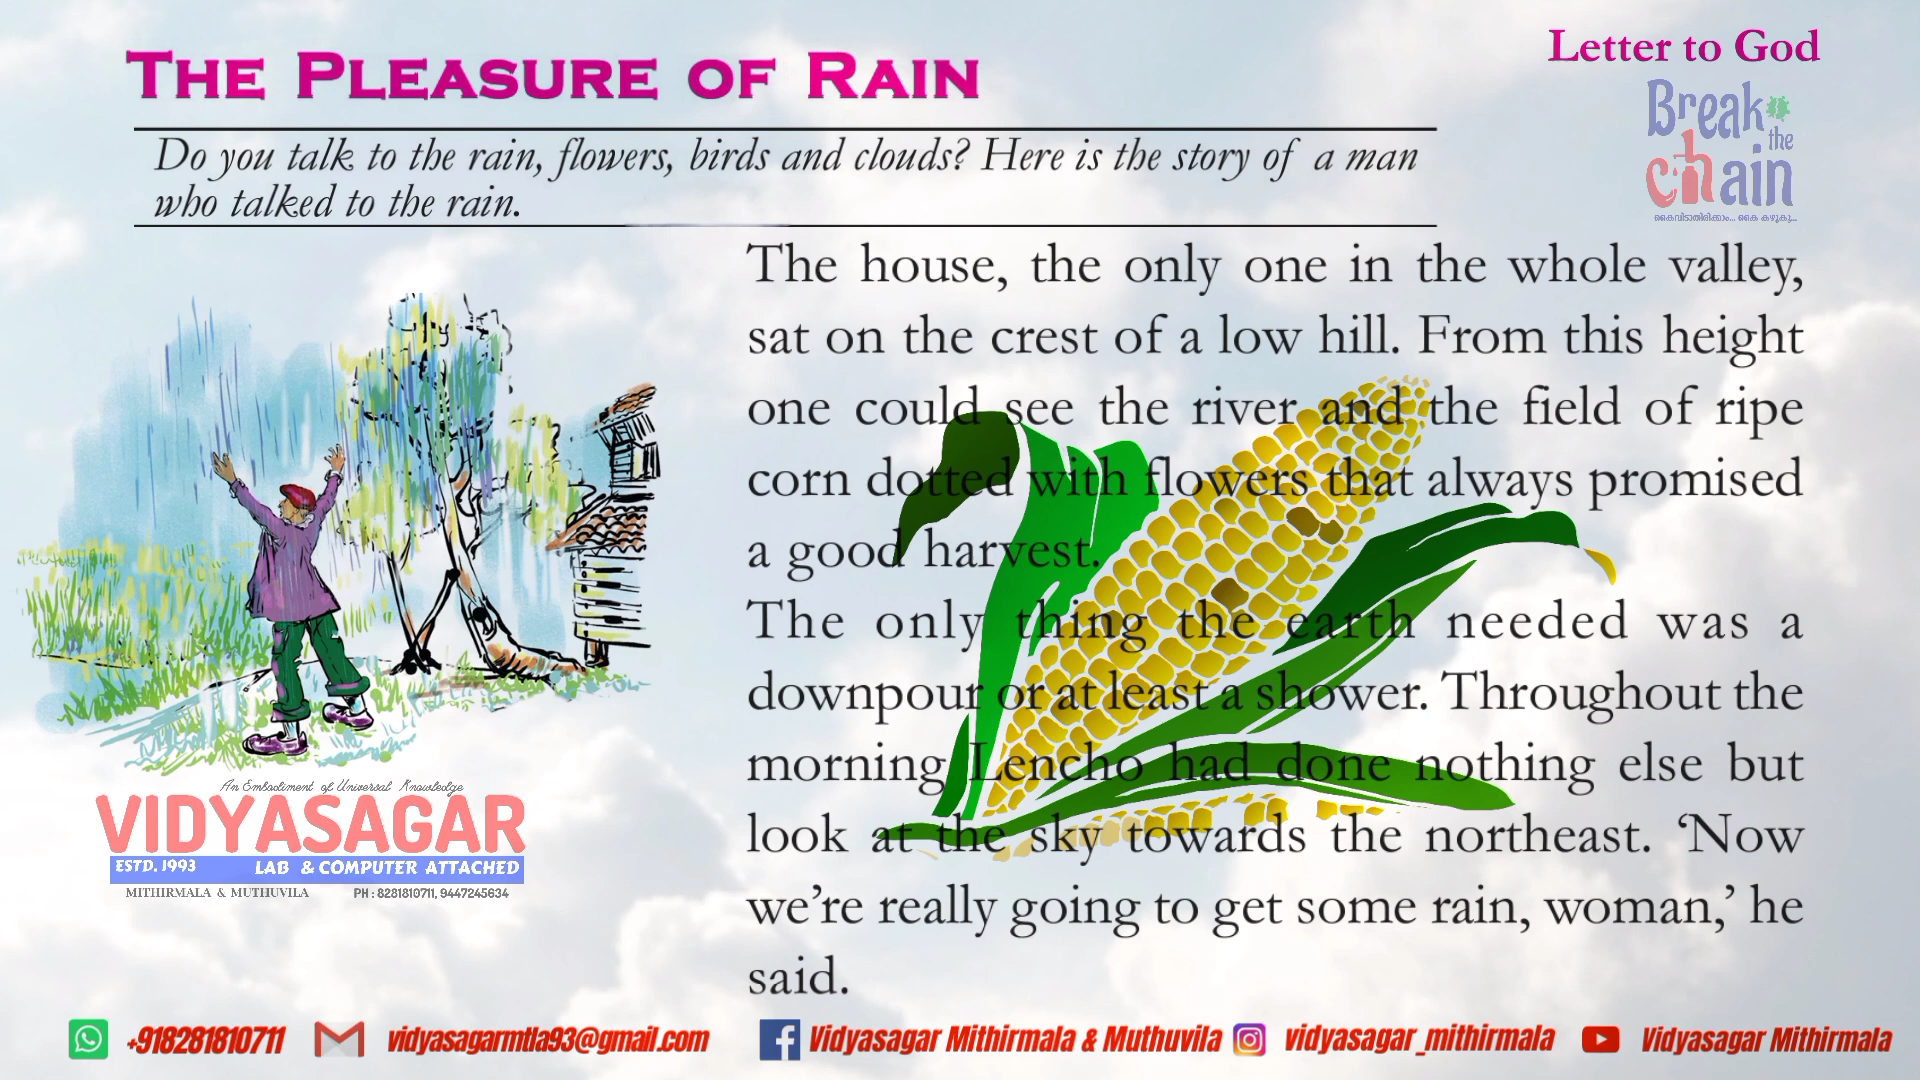 THE PLEASURE OF RAIN
Letter to God
Break
the
chain
കൈവിടാതിരിക്കാം... കൈ കഴുകൂ...
Do you talk to the rain, flowers, birds and clouds? Here is the story of a man
who talked to the rain.
The house, the only one in the whole valley,
sat on the crest of a low hill. From this height
one could see the river and the field of ripe
corn dotted with flowers that always promised
a good harvest.
The only thing the earth needed was a
downpour or at least a shower. Throughout the
morning Lencho had done nothing else but
look at the sky towards the northeast. ‘Now
we’re really going to get some rain, woman,’ he
said.
An Embodiment of Universal Knowledge
VIDYASAGAR
ESTD. 1993 LAB & COMPUTER ATTACHED
MITHIRMALA & MUTHUVILA PH : 8281810711, 9447245634
+918281810711 vidyasagarmtla93@gmail.com Vidyasagar Mithirmala & Muthuvila vidyasagar_mithirmala Vidyasagar Mithirmala